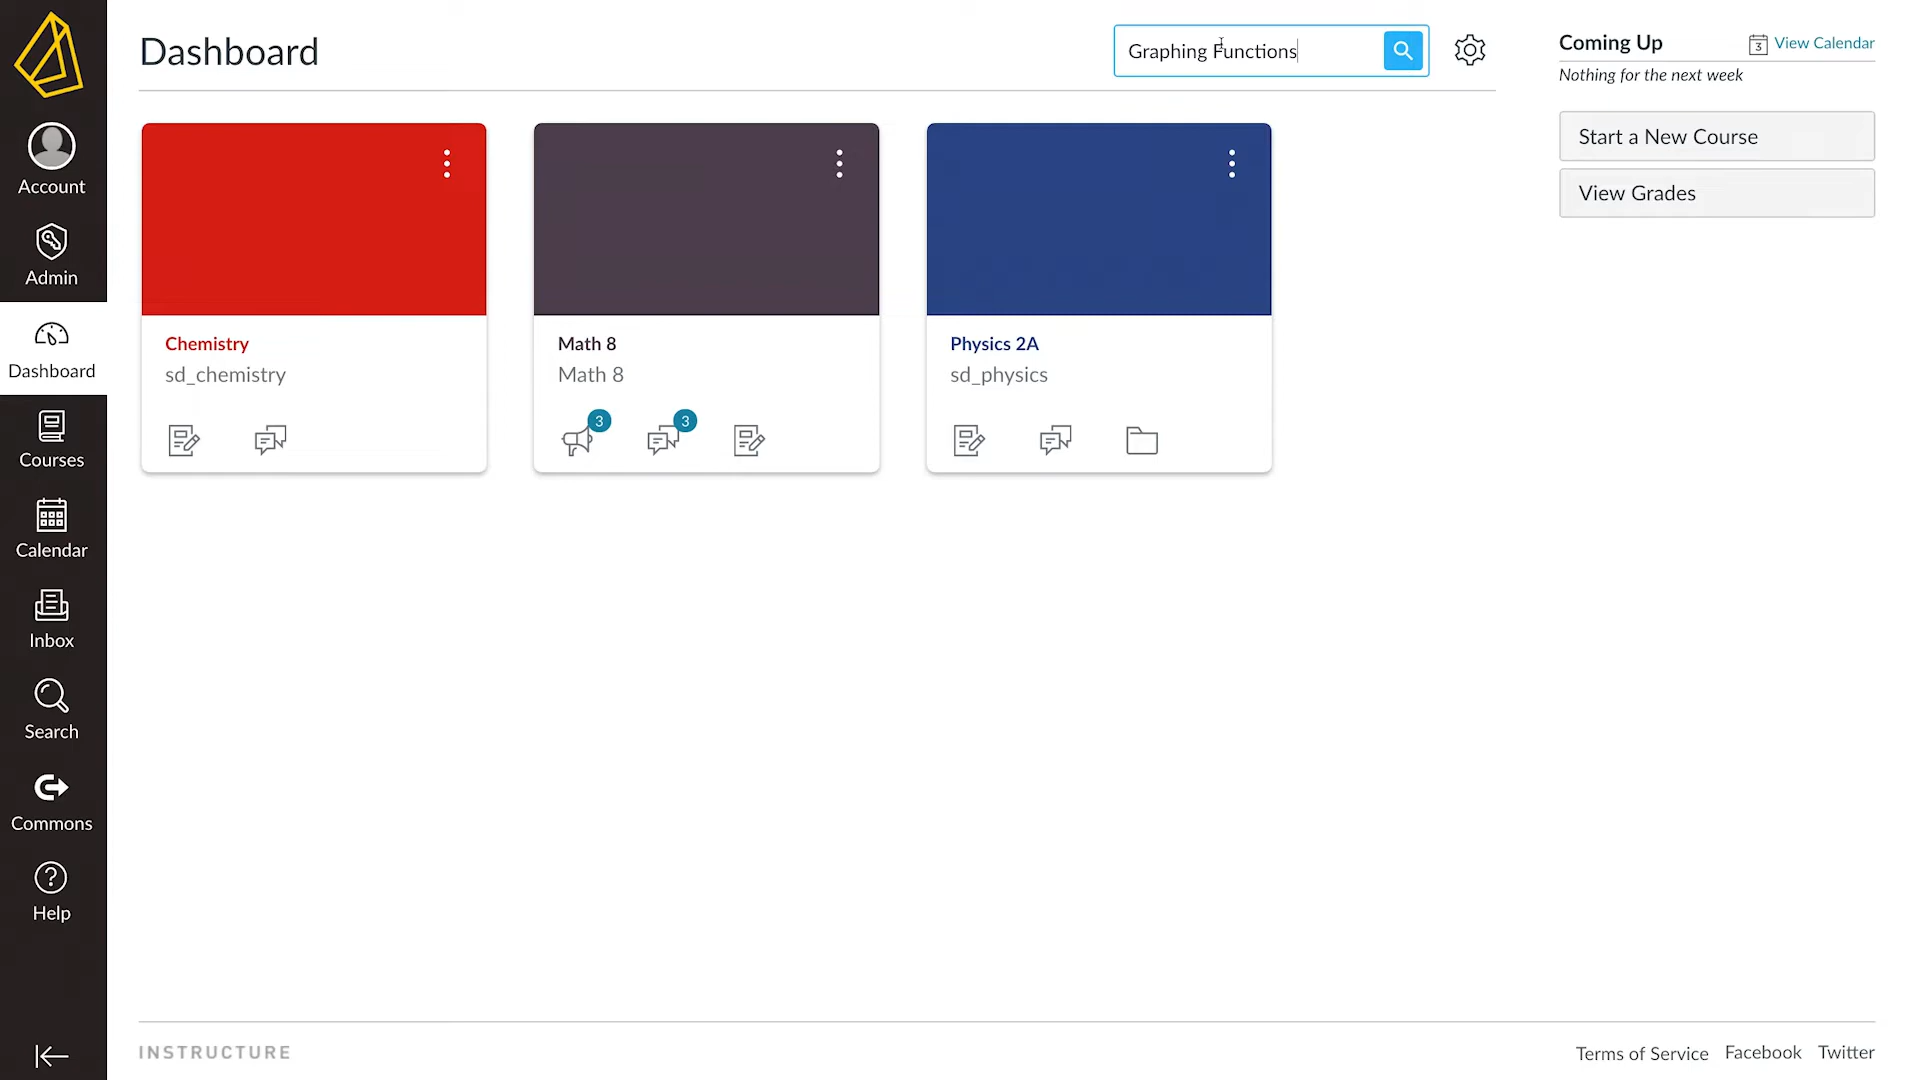 Account
Admin
Dashboard
Courses
Calendar
Inbox
Search
Commons
Help
Dashboard
Graphing Functions
Chemistry
sd_chemistry
Math 8
Math 8
3
3
Physics 2A
sd_physics
Coming Up
3 View Calendar
Nothing for the next week
Start a New Course
View Grades
INSTRUCTURE
Terms of Service Facebook Twitter